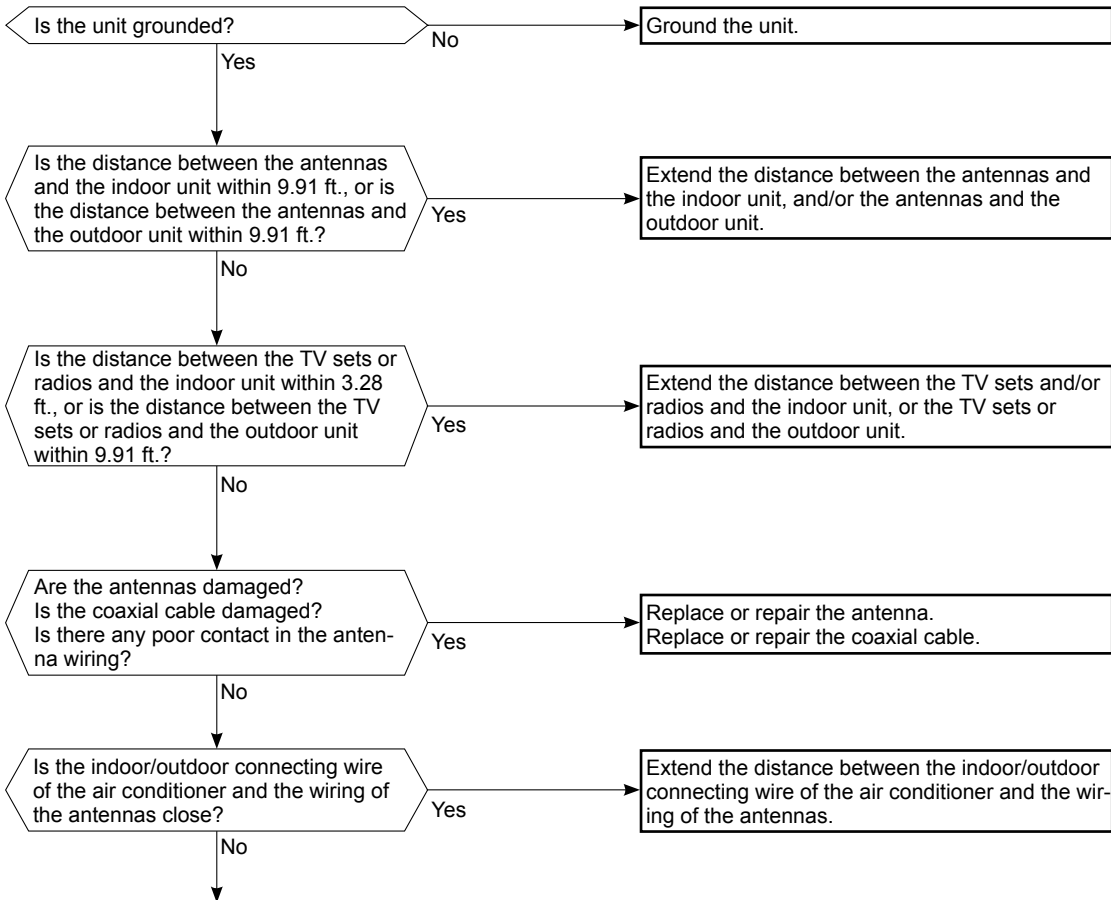 Is the unit grounded?
No
Ground the unit.
Yes
Is the distance between the antennas
and the indoor unit within 9.91 ft., or is
the distance between the antennas and
the outdoor unit within 9.91 ft.?
Yes
Extend the distance between the antennas and
the indoor unit, and/or the antennas and the
outdoor unit.
No
Is the distance between the TV sets or
radios and the indoor unit within 3.28
ft., or is the distance between the TV
sets or radios and the outdoor unit
within 9.91 ft.?
Yes
Extend the distance between the TV sets and/or
radios and the indoor unit, or the TV sets or
radios and the outdoor unit.
No
Are the antennas damaged?
Is the coaxial cable damaged?
Is there any poor contact in the anten-
na wiring?
Yes
Replace or repair the antenna.
Replace or repair the coaxial cable.
No
Is the indoor/outdoor connecting wire
of the air conditioner and the wiring of
the antennas close?
Yes
Extend the distance between the indoor/outdoor
connecting wire of the air conditioner and the wir-
ing of the antennas.
No